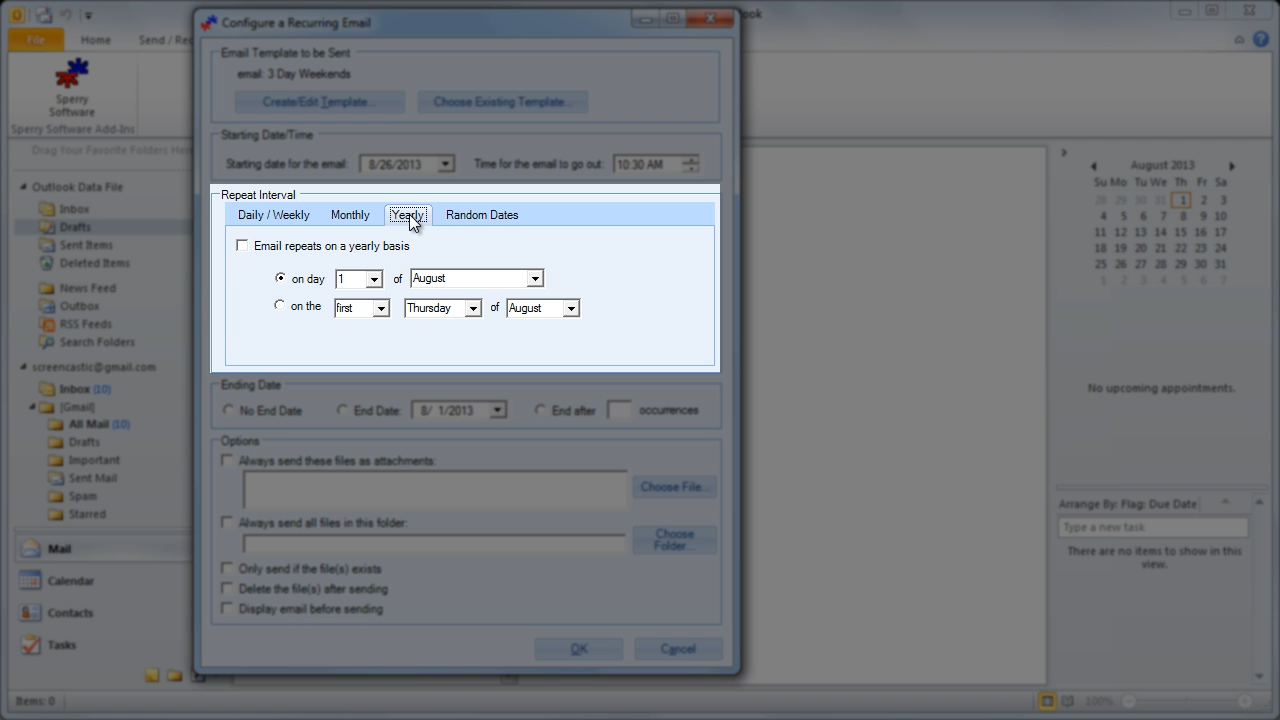 Configure a Recurring Email
ook
File Home Send / Rec
Sperry
Software
Sperry Software Add-Ins
Drag Your Favorite Folders Her
Outlook Data File
Inbox
Drafts
Sent Items
Deleted Items
News Feed
Outbox
RSS Feeds
Search Folders
screencastic@gmail.com
Inbox (10)
[Gmail]
All Mail (10)
Drafts
Important
Sent Mail
Spam
Starred
Mail
Calendar
Contacts
Tasks
Items: 0
Email Template to be Sent
email: 3 Day Weekends
Create/Edit Template... Choose Existing Template...
Starting Date/Time
Starting date for the email: 8/26/2013 Time for the email to go out: 10:30 AM
Repeat Interval
Daily / Weekly Monthly Yearly Random Dates
Email repeats on a yearly basis
on day 1 of August
on the first Thursday of August
Ending Date
No End Date End Date: 8/ 1/2013 End after occurrences
Options
Always send these files as attachments:
Choose File...
Always send all files in this folder:
Choose
Folder...
Only send if the file(s) exists
Delete the file(s) after sending
Display email before sending
OK Cancel
August 2013
Su Mo Tu We Th Fr Sa
28 29 30 31 1 2 3
4 5 6 7 8 9 10
11 12 13 14 15 16 17
18 19 20 21 22 23 24
25 26 27 28 29 30 31
1 2 3 4 5 6 7
No upcoming appointments.
Arrange By: Flag: Due Date
Type a new task
There are no items to show in this
view.
100%